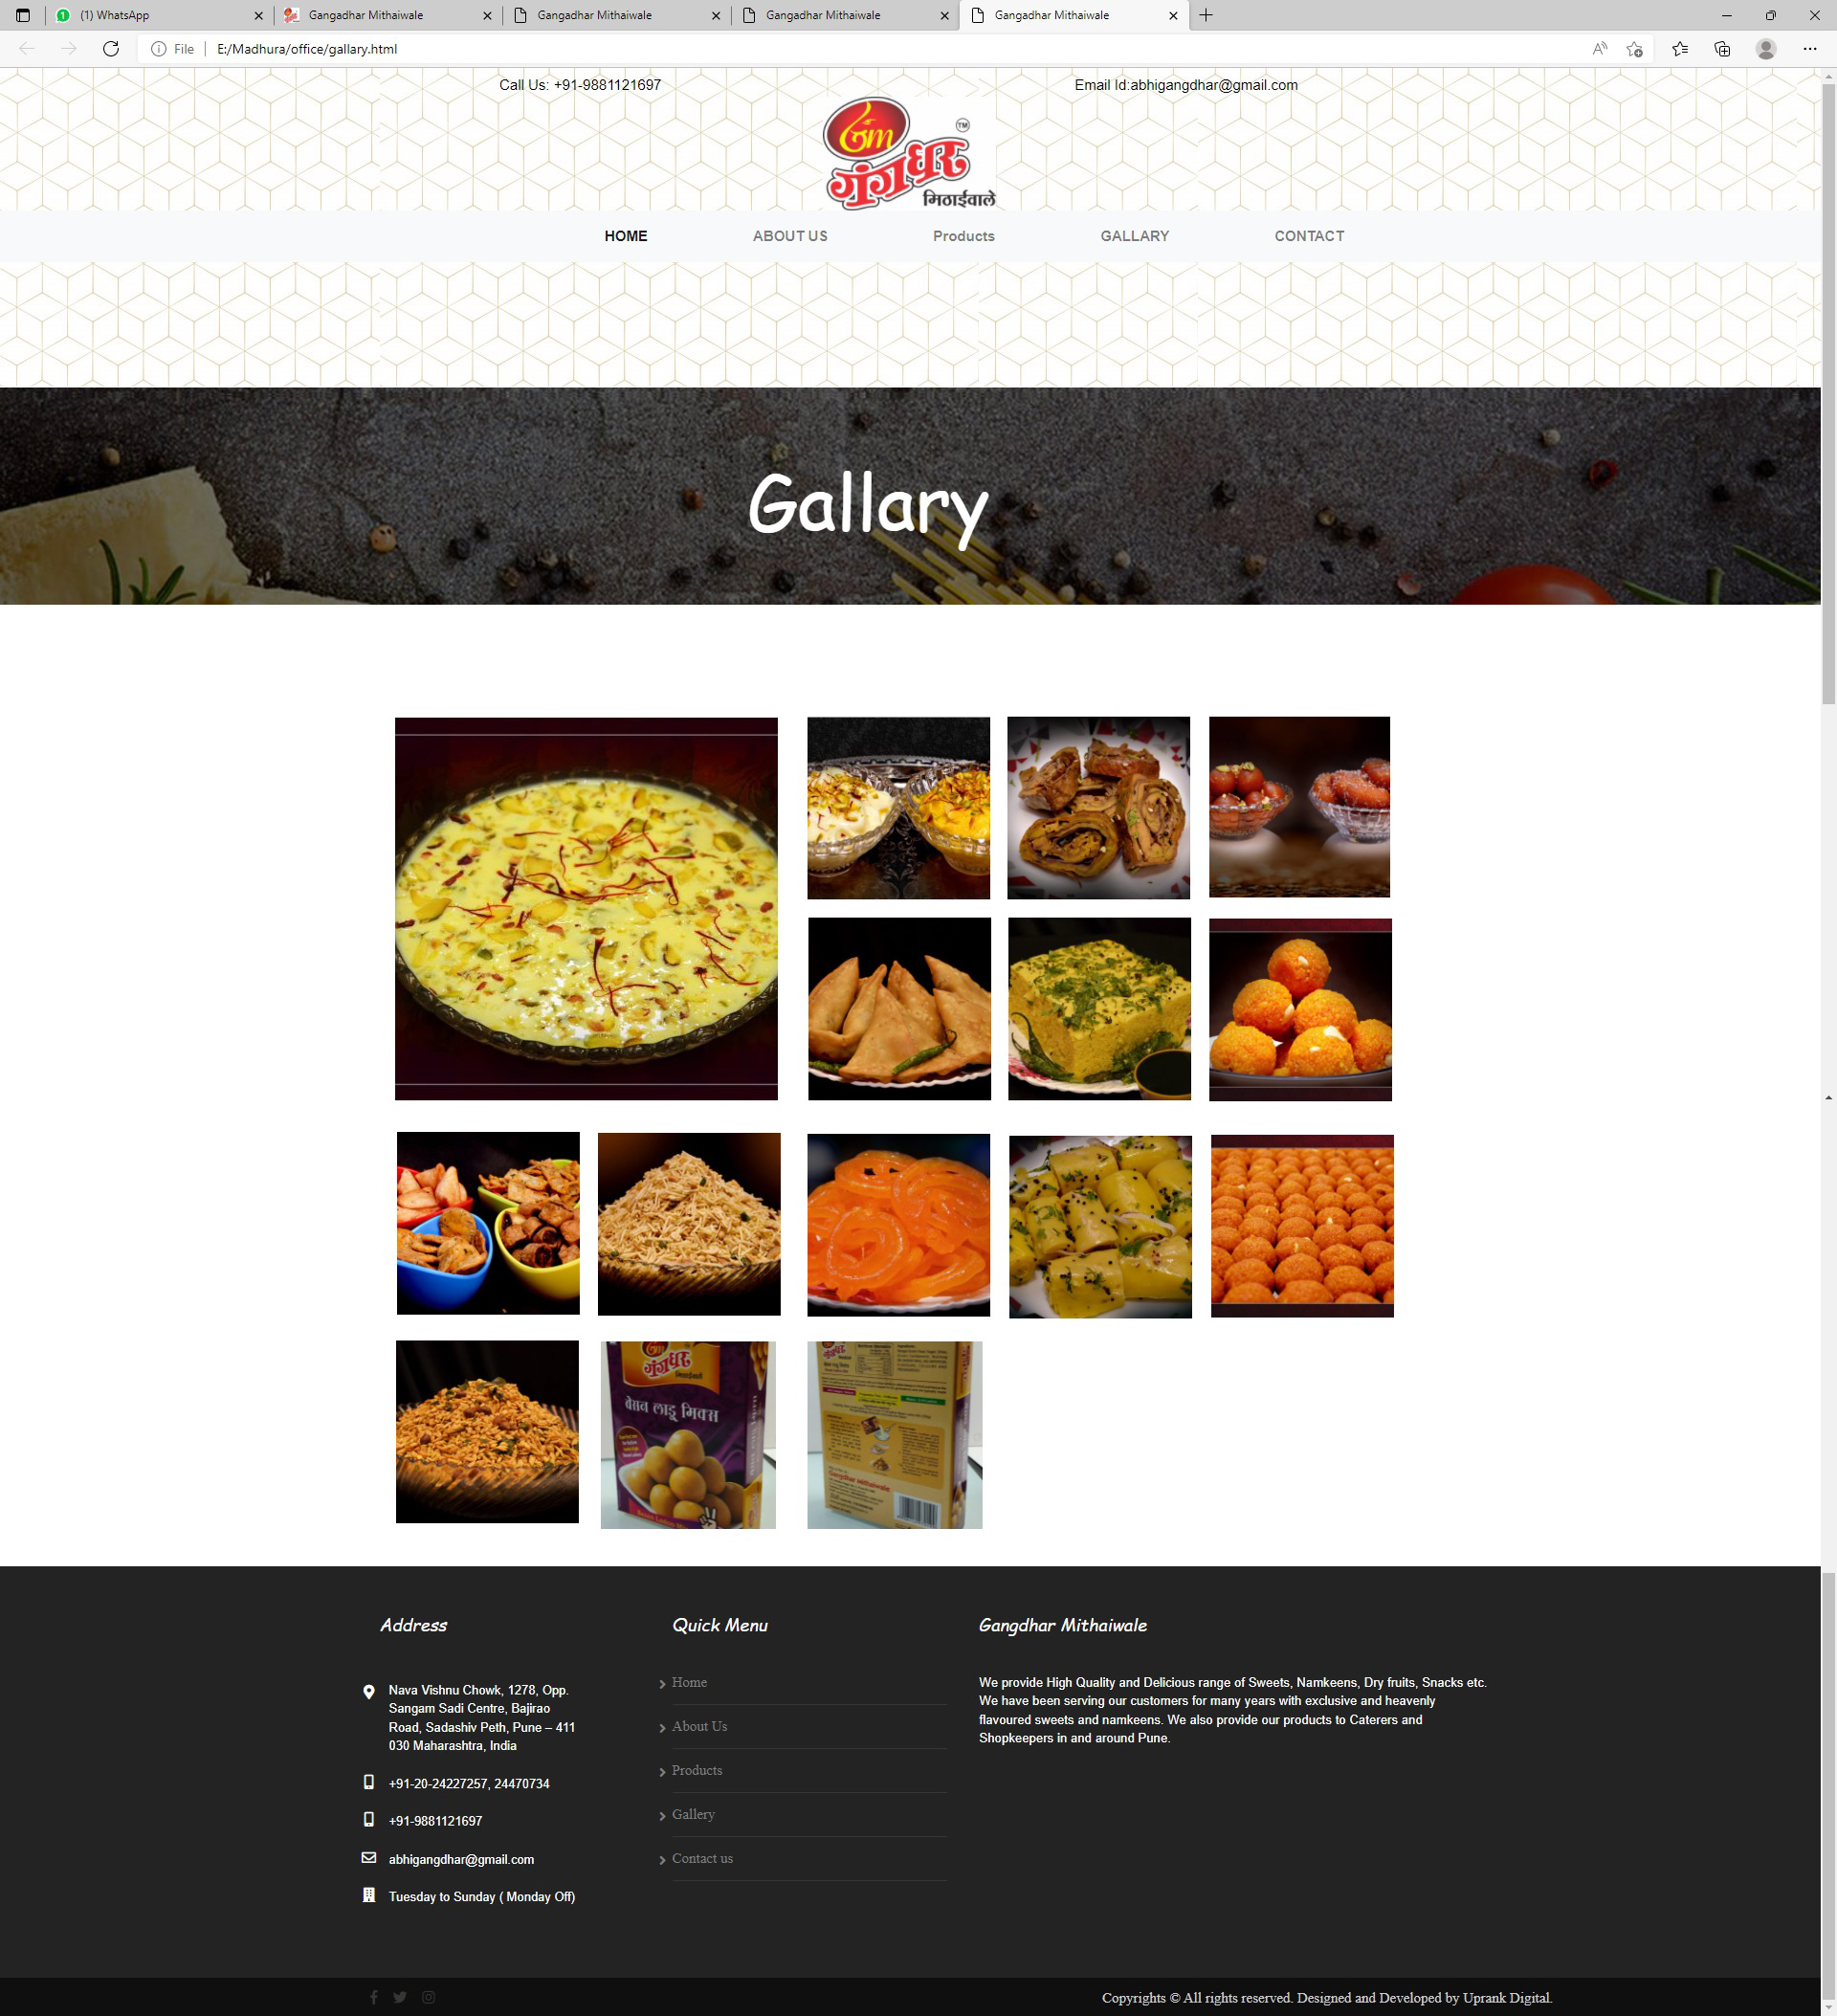 (1) WhatsApp
Gangadhar Mithaiwale
Gangadhar Mithaiwale
Gangadhar Mithaiwale
Gangadhar Mithaiwale
File
E:/Madhura/office/gallary.html
Call Us: +91-9881121697
Email Id:abhigangdhar@gmail.com
Gm
TM
गंगधर
मिठाईवाले
HOME
ABOUT US
Products
GALLARY
CONTACT
Gallary
गंगधर
मिठाईवाले
बेसन लाडू मिक्स
Gangdhar Mithaiwale
Address
Nava Vishnu Chowk, 1278, Opp.
Sangam Sadi Centre, Bajirao
Road, Sadashiv Peth, Pune – 411
030 Maharashtra, India
+91-20-24227257, 24470734
+91-9881121697
abhigangdhar@gmail.com
Tuesday to Sunday ( Monday Off)
Quick Menu
Home
About Us
Products
Gallery
Contact us
Gangdhar Mithaiwale
We provide High Quality and Delicious range of Sweets, Namkeens, Dry fruits, Snacks etc.
We have been serving our customers for many years with exclusive and heavenly
flavoured sweets and namkeens. We also provide our products to Caterers and
Shopkeepers in and around Pune.
Copyrights © All rights reserved. Designed and Developed by Uprank Digital.